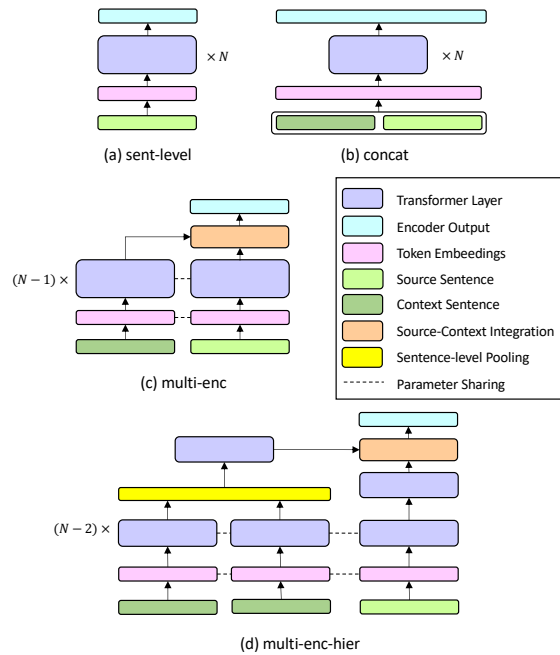 × N
× N
(a) sent-level
(b) concat
Transformer Layer
Encoder Output
Token Embeedings
Source Sentence
Context Sentence
Source-Context Integration
Sentence-level Pooling
Parameter Sharing
(N − 1) ×
(c) multi-enc
(N − 2) ×
(d) multi-enc-hier